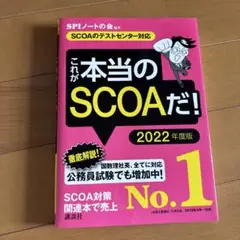 SPIノートの会 編著
SCOAのテストセンター対応
これが
本当の
SCOAだ!
2022年度版
徹底解説!
国数理社英、全てに対応
公務員試験でも増加中!
SCOA対策
関連本で売上
No.1
講談社